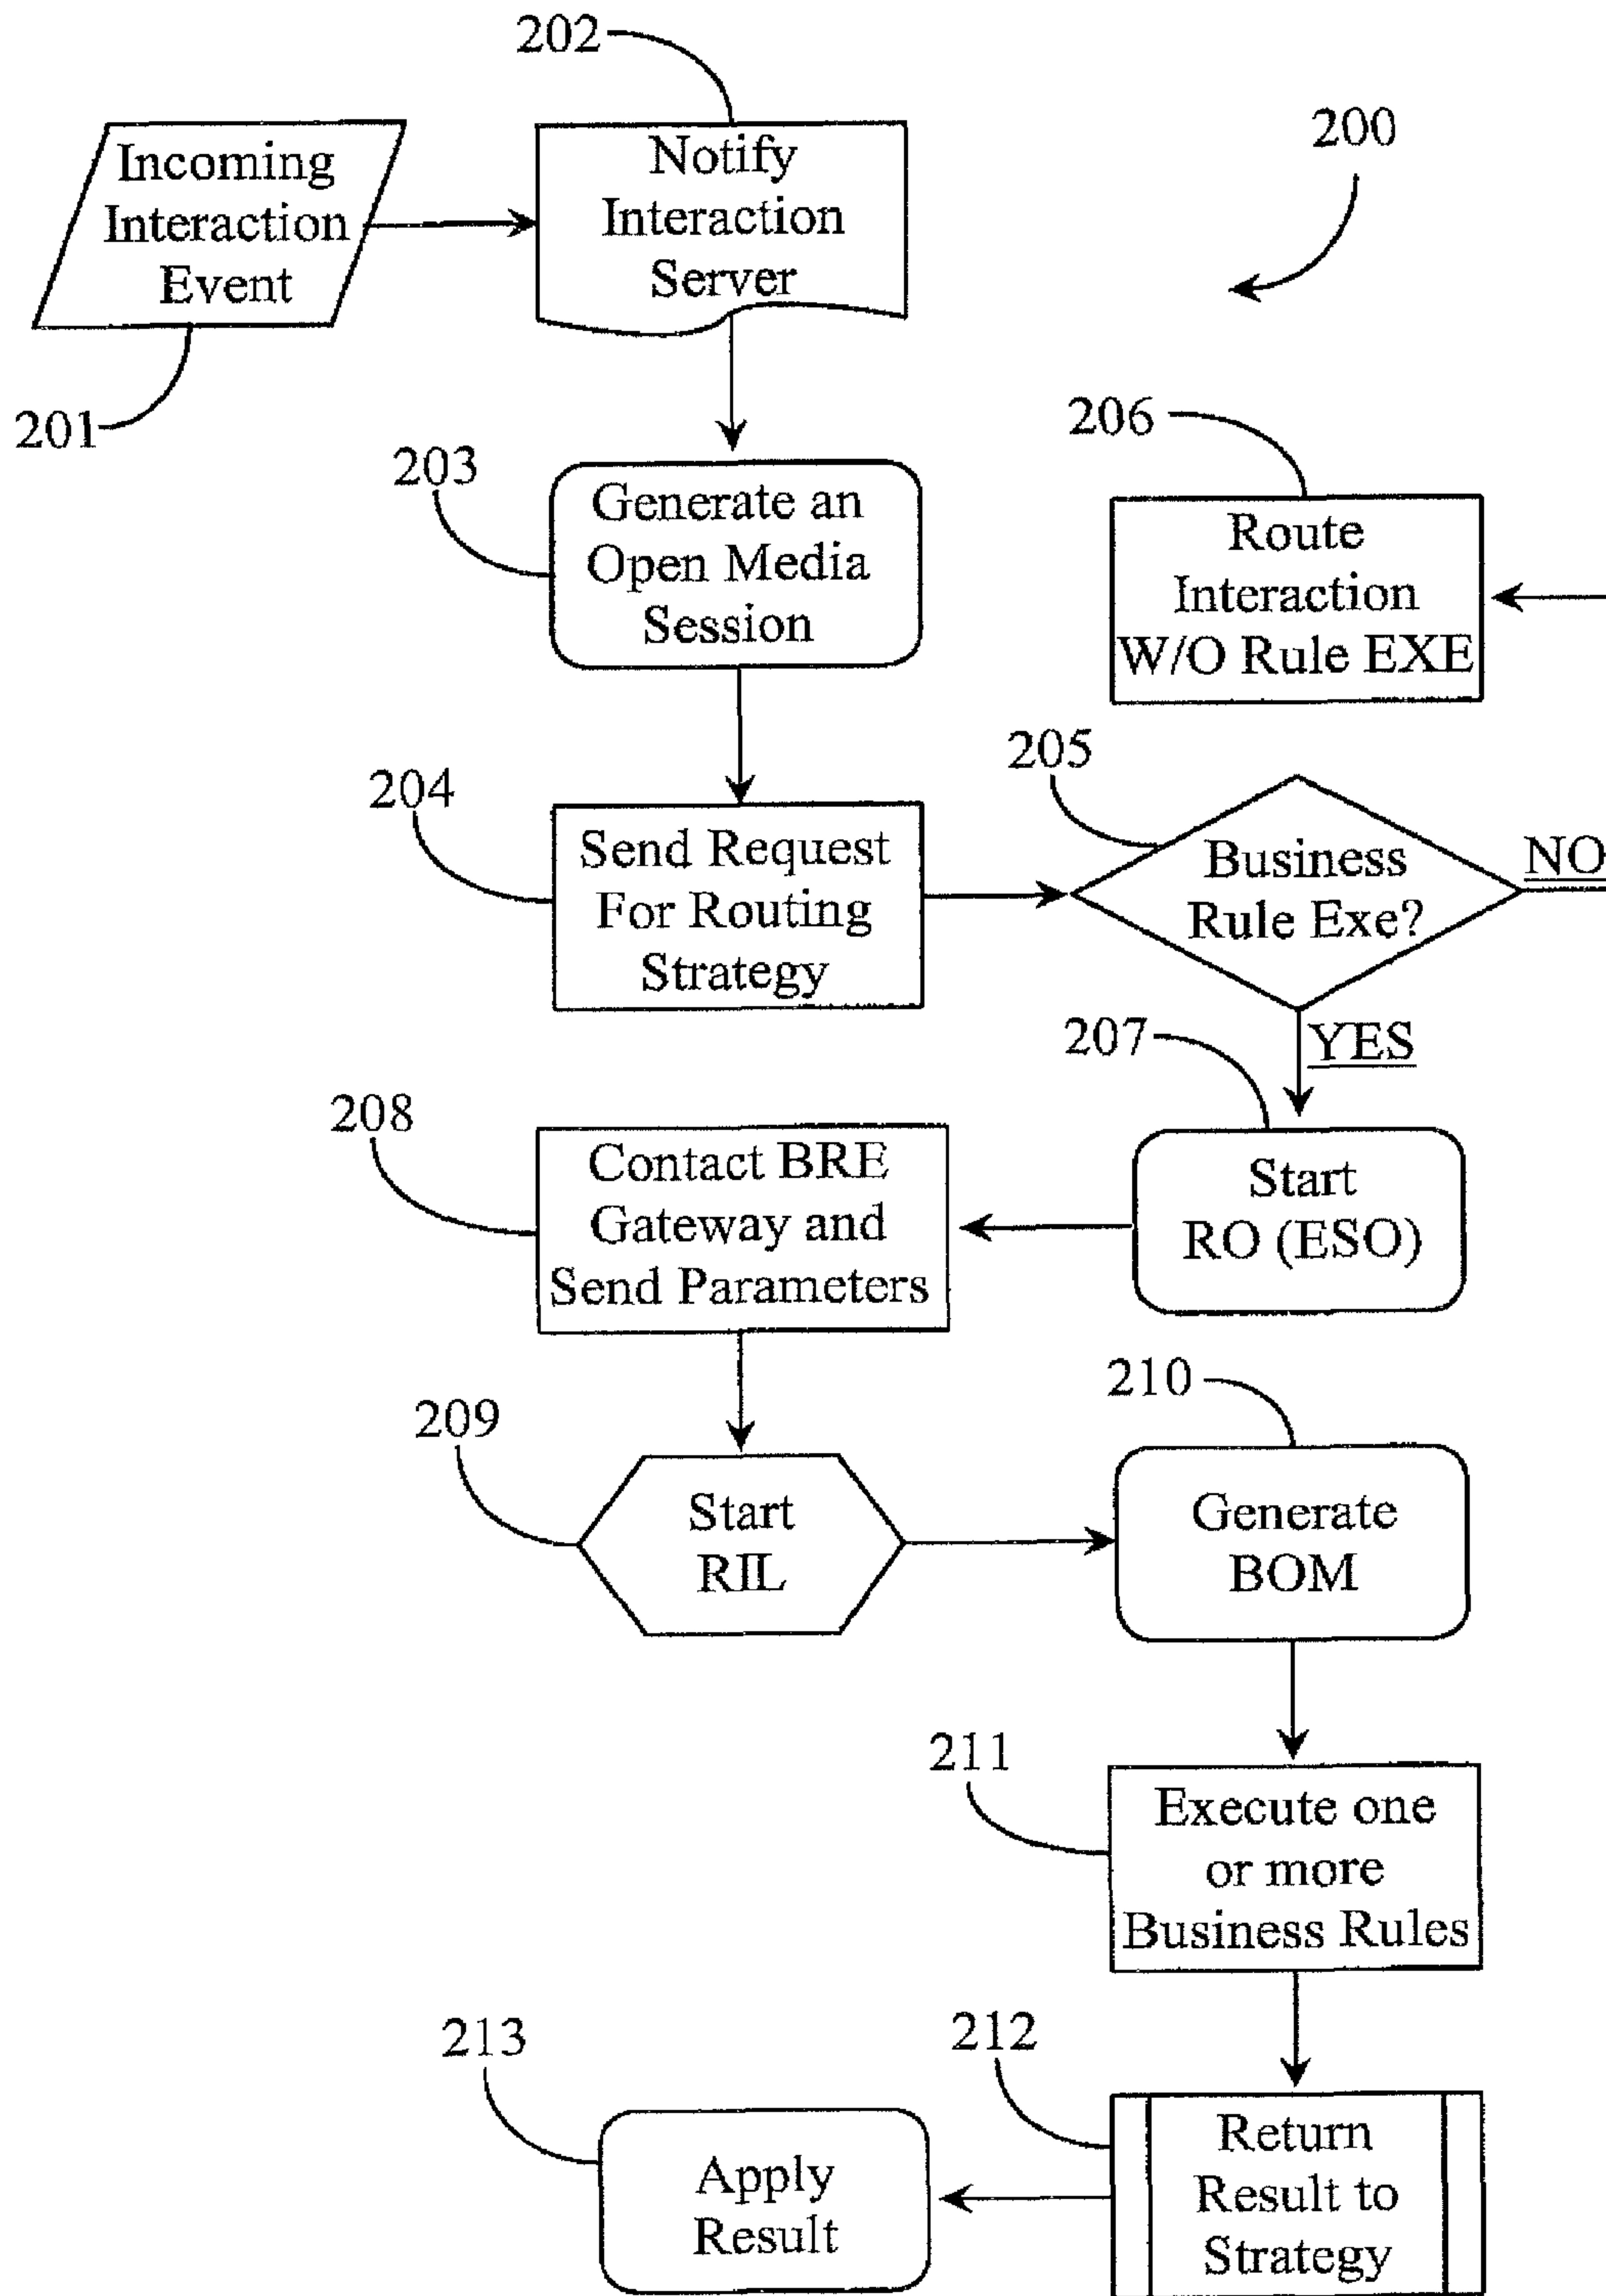 202
Incoming
Interaction
Event
201
Notify
Interaction
Server
200
203
Generate an
Open Media
Session
206
Route
Interaction
W/O Rule EXE
204
Send Request
For Routing
Strategy
205
Business
Rule Exe?
NO
YES
207
Start
RO (ESO)
208
Contact BRE
Gateway and
Send Parameters
209
Start
RIL
210
Generate
BOM
211
Execute one
or more
Business Rules
212
Return
Result to
Strategy
213
Apply
Result